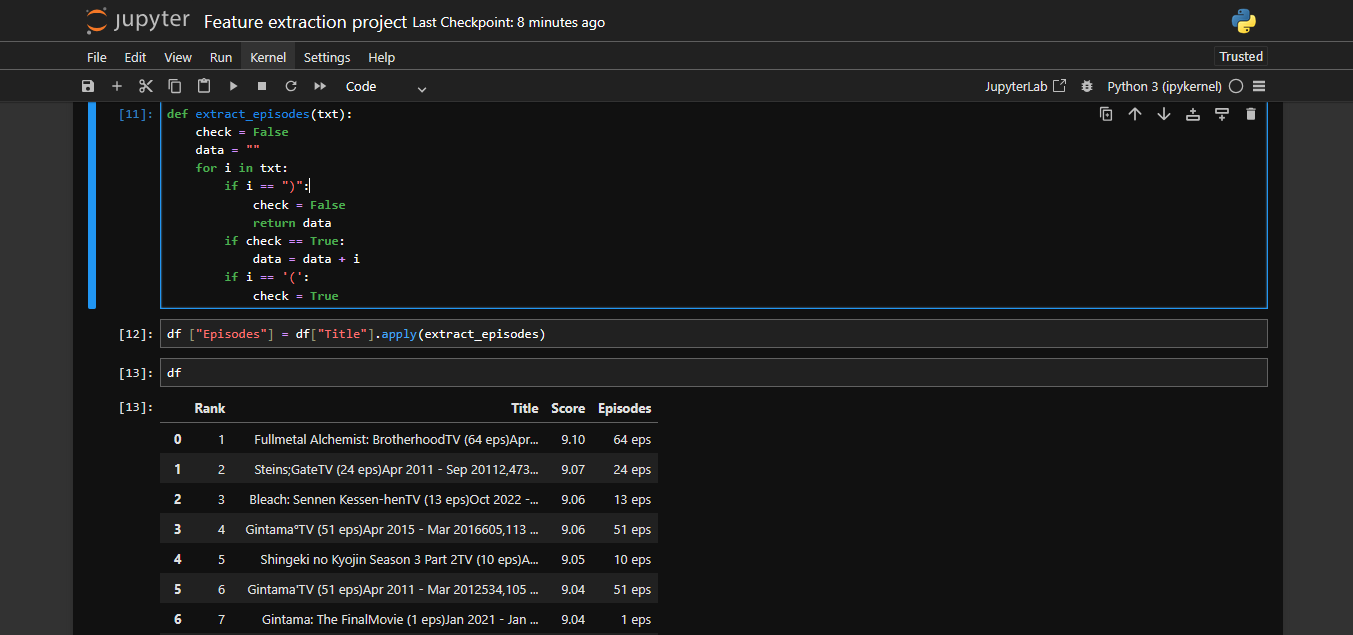 jupyter Feature extraction project Last Checkpoint: 8 minutes ago
File Edit View Run Kernel Settings Help Trusted
Code JupyterLab Python 3 (ipykernel)
[11]: def extract_episodes(txt):
    check = False
    data = ""
    for i in txt:
        if i == ")":
            check = False
            return data
        if check == True:
            data = data + i
        if i == '(':
            check = True
[12]: df ["Episodes"] = df["Title"].apply(extract_episodes)
[13]: df
[13]: Rank Title Score Episodes
0 1 Fullmetal Alchemist: BrotherhoodTV (64 eps)Apr... 9.10 64 eps
1 2 Steins;GateTV (24 eps)Apr 2011 - Sep 20112,473... 9.07 24 eps
2 3 Bleach: Sennen Kessen-henTV (13 eps)Oct 2022 -... 9.06 13 eps
3 4 Gintama°TV (51 eps)Apr 2015 - Mar 2016605,113 ... 9.06 51 eps
4 5 Shingeki no Kyojin Season 3 Part 2TV (10 eps)A... 9.05 10 eps
5 6 Gintama'TV (51 eps)Apr 2011 - Mar 2012534,105 ... 9.04 51 eps
6 7 Gintama: The FinalMovie (1 eps)Jan 2021 - Jan ... 9.04 1 eps